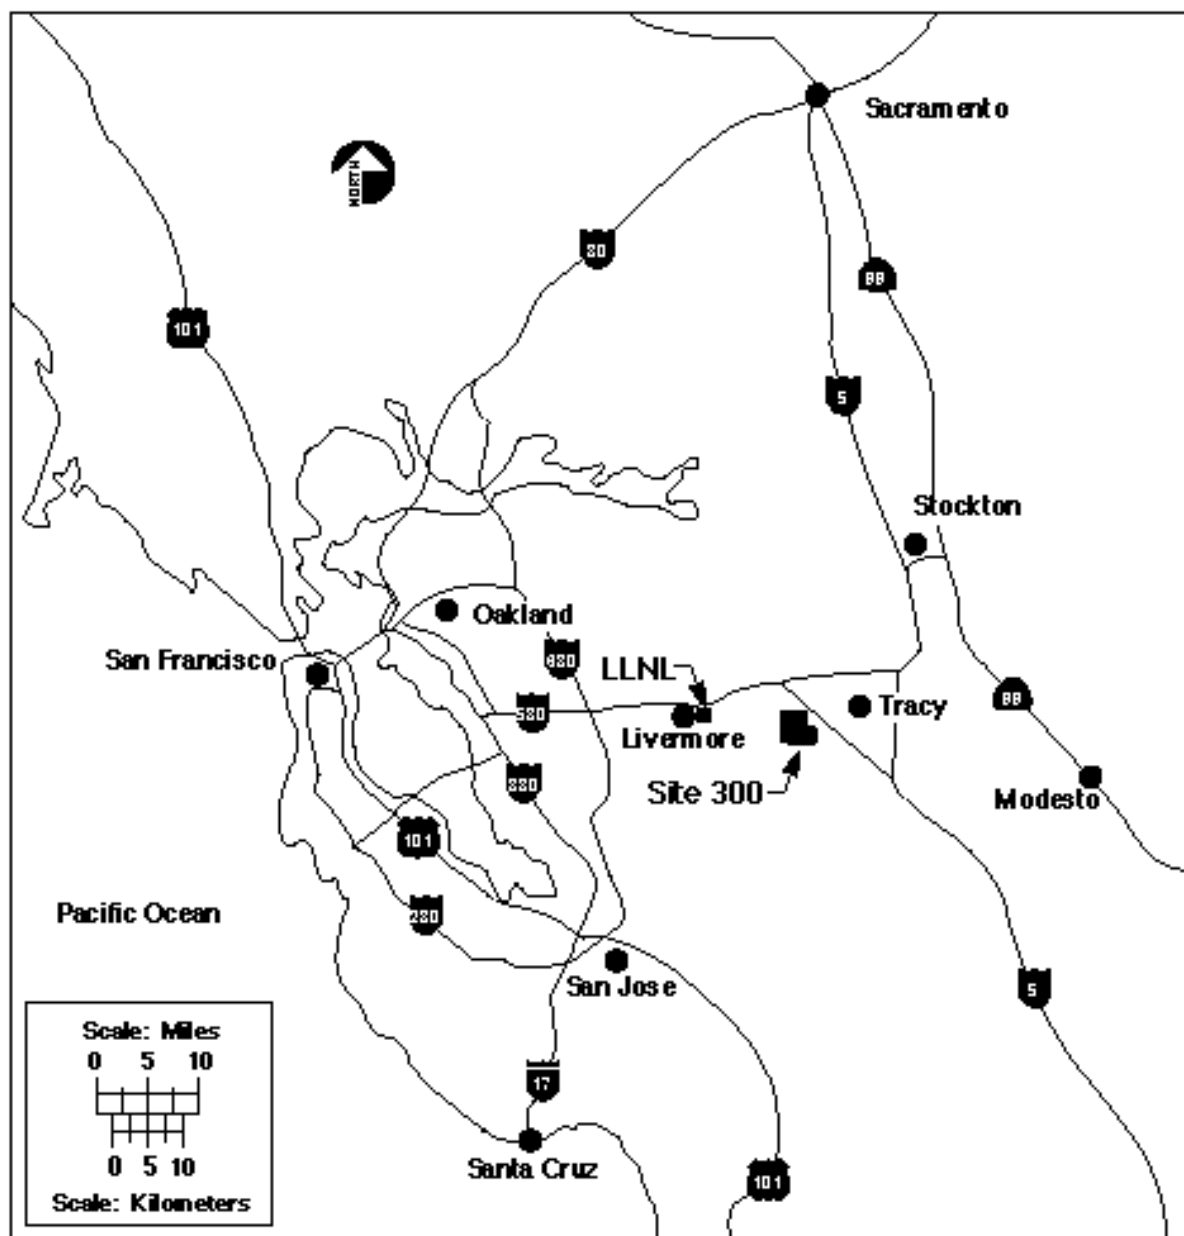 Sacramento
NORTH
80
88
101
5
Stockton
Oakland
San Francisco
680
LLNL
Tracy
580
Livermore
88
Site 300
880
Modesto
101
Pacific Ocean
280
San Jose
5
Scale: Miles
0 5 10
17
0 5 10
Santa Cruz
101
Scale: Kilometers